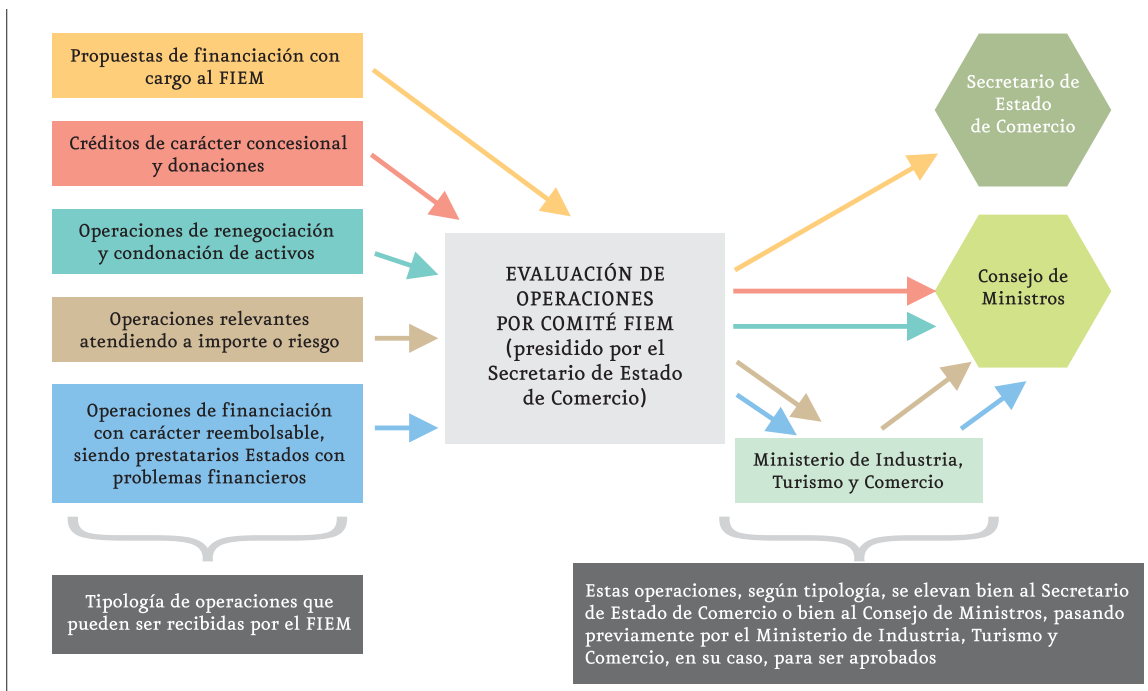 Propuestas de financiación con
cargo al FIEM
Créditos de carácter concesional
y donaciones
Operaciones de renegociación
y condonación de activos
Operaciones relevantes
atendiendo a importe o riesgo
Operaciones de financiación
con carácter reembolsable,
siendo prestatarios Estados con
problemas financieros
Tipología de operaciones que
pueden ser recibidas por el FIEM
EVALUACIÓN DE
OPERACIONES
POR COMITÉ FIEM
(presidido por el
Secretario de Estado
de Comercio)
Secretario de
Estado
de Comercio
Consejo de
Ministros
Ministerio de Industria,
Turismo y Comercio
Estas operaciones, según tipología, se elevan bien al Secretario
de Estado de Comercio o bien al Consejo de Ministros, pasando
previamente por el Ministerio de Industria, Turismo y
Comercio, en su caso, para ser aprobados